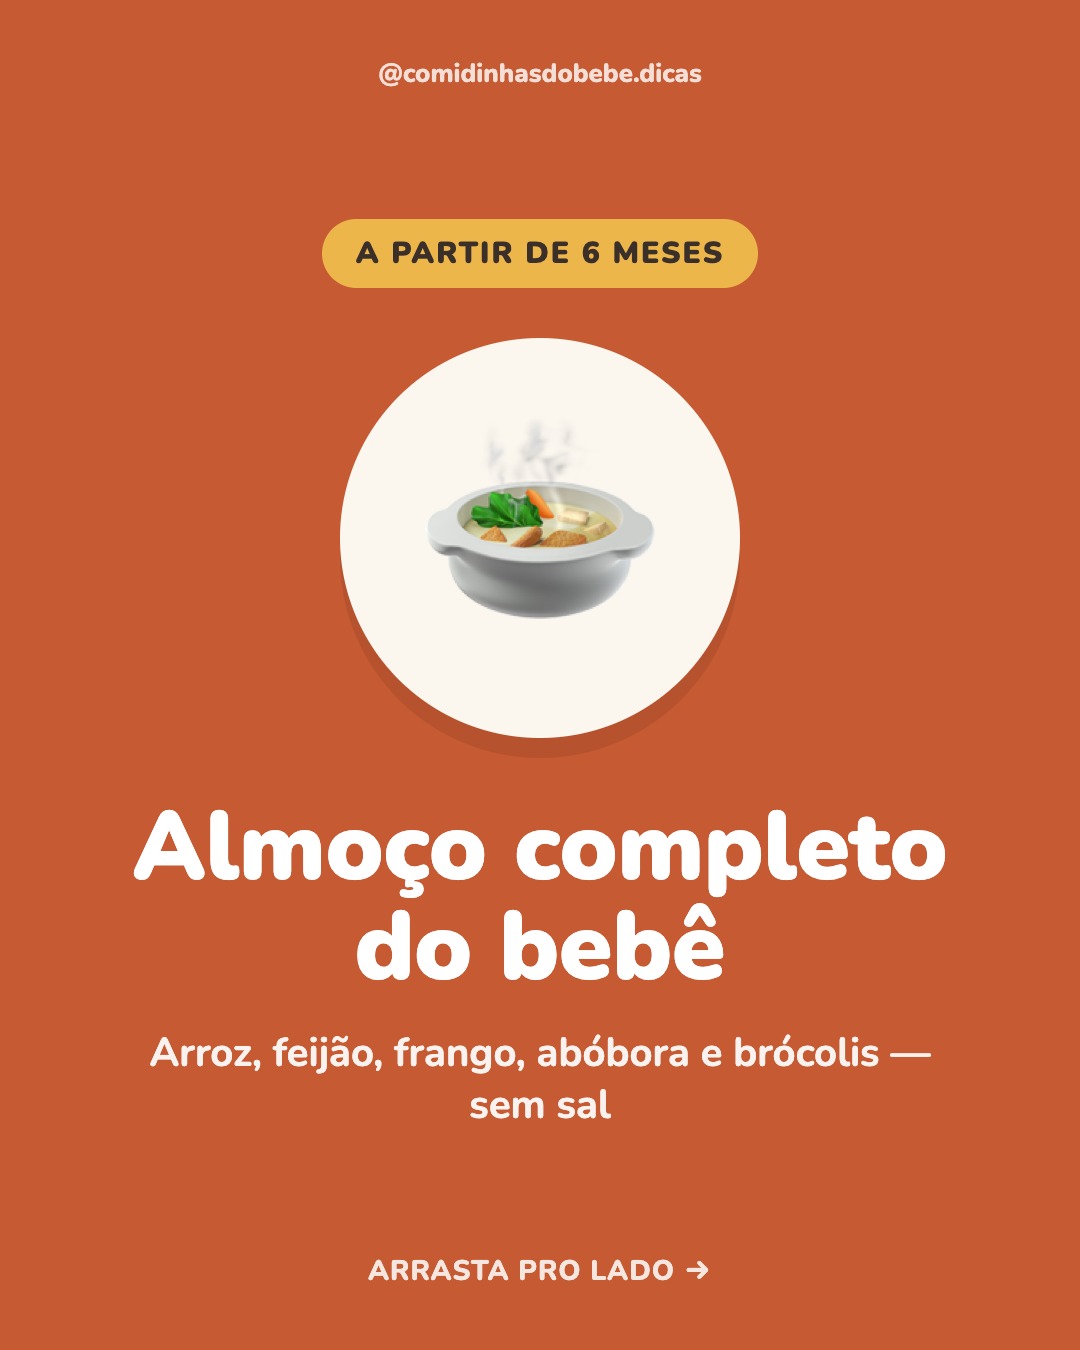 @comidinhasdobebe.dicas
A PARTIR DE 6 MESES
Almoço completo
do bebê
Arroz, feijão, frango, abóbora e brócolis —
sem sal
ARRASTA PRO LADO →